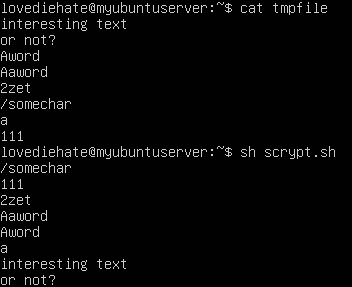 lovediehate@myubuntuserver:~$ cat tmpfile
interesting text
or not?
Aword
Aaword
2zet
/somechar
a
111
lovediehate@myubuntuserver:~$ sh scrypt.sh
/somechar
111
2zet
Aaword
Aword
a
interesting text
or not?